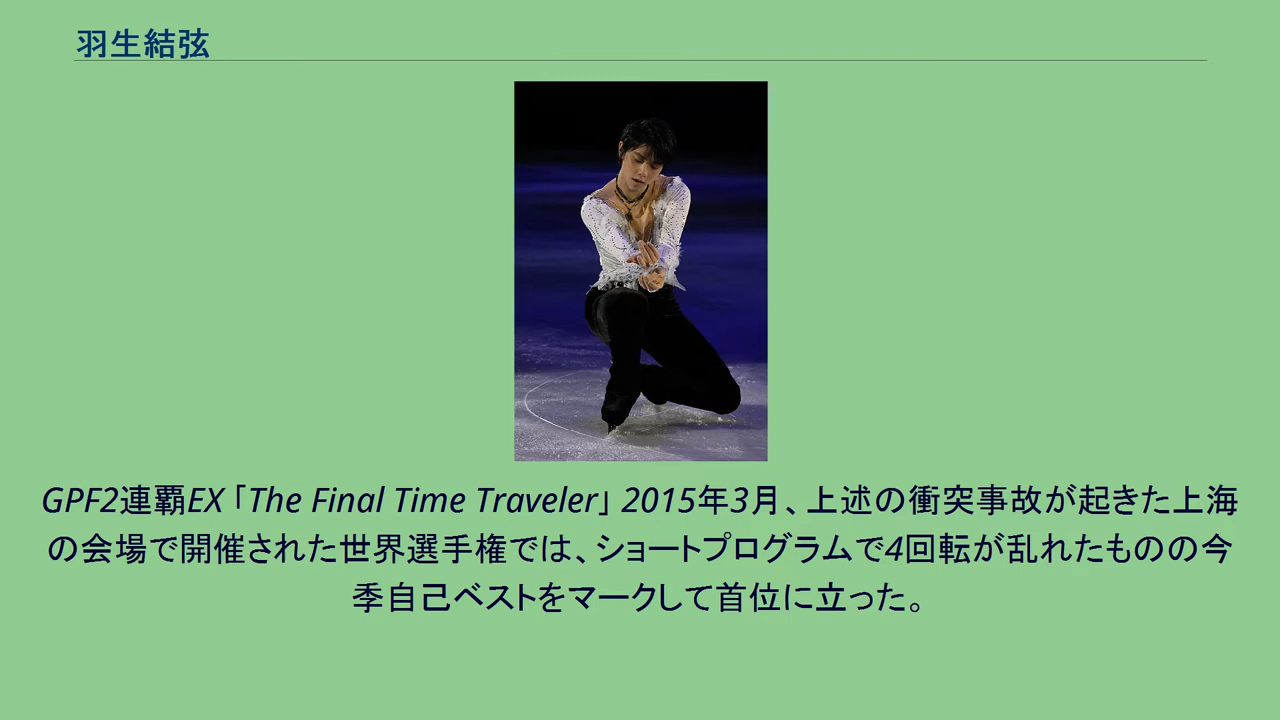 羽生結弦
GPF2連覇EX「The Final Time Traveler」 2015年3月、上述の衝突事故が起きた上海
の会場で開催された世界選手権では、ショートプログラムで4回転が乱れたものの今
季自己ベストをマークして首位に立った。